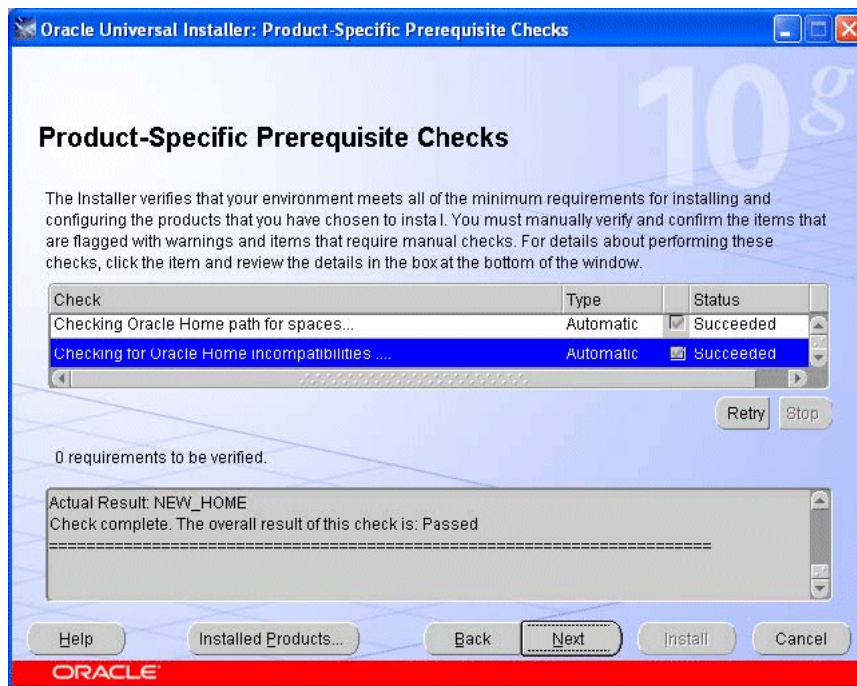 Oracle Universal Installer: Product-Specific Prerequisite Checks
10g
Product-Specific Prerequisite Checks
The Installer verifies that your environment meets all of the minimum requirements for installing and
configuring the products that you have chosen to instal. You must manually verify and confirm the items that
are flagged with warnings and items that require manual checks. For details about performing these
checks, click the item and review the details in the box at the bottom of the window.
Check Type Status
Checking Oracle Home path for spaces... Automatic Succeeded
Checking for Oracle Home incompatibilities .... Automatic Succeeded
Retry Stop
0 requirements to be verified.
Actual Result: NEW_HOME
Check complete. The overall result of this check is: Passed
========================================================================
Help Installed Products... Back Next Install Cancel
ORACLE